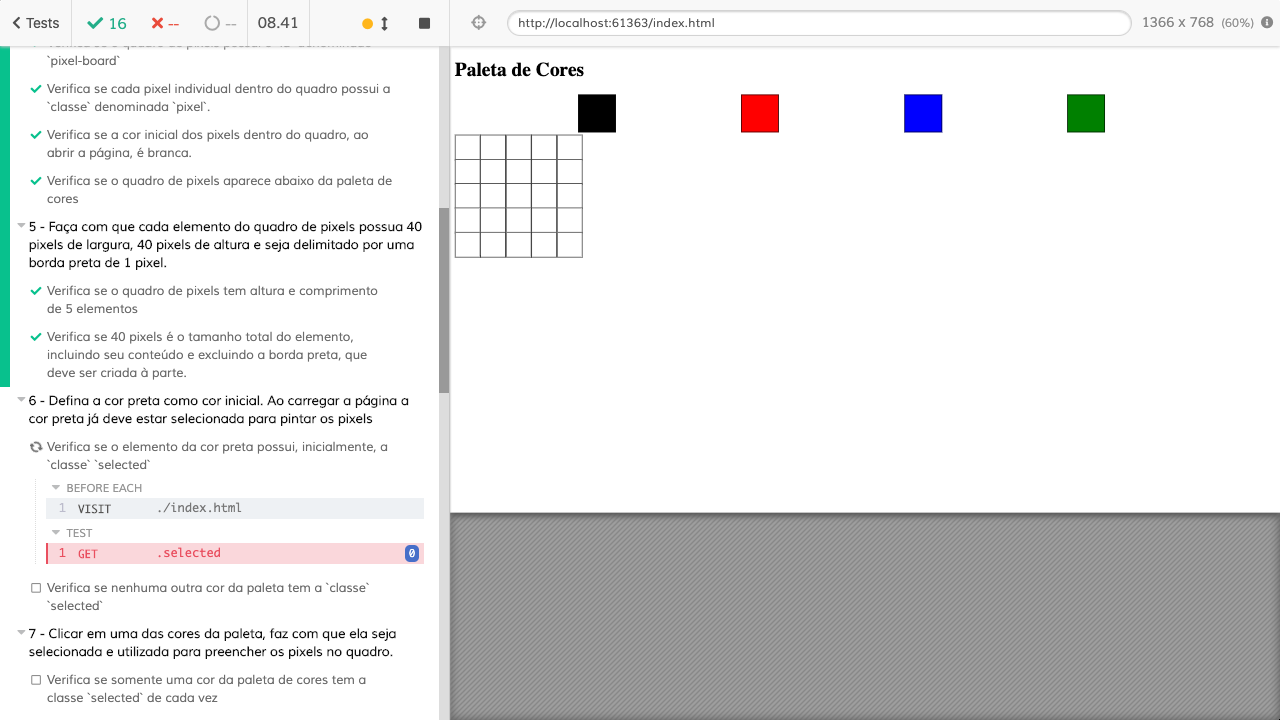 Tests
16
--
--
08.41
http://localhost:61363/index.html
1366 x 768 (60%)
`pixel-board`
Verifica se cada pixel individual dentro do quadro possui a
`classe` denominada `pixel`.
Verifica se a cor inicial dos pixels dentro do quadro, ao
abrir a página, é branca.
Verifica se o quadro de pixels aparece abaixo da paleta de
cores
5 - Faça com que cada elemento do quadro de pixels possua 40
pixels de largura, 40 pixels de altura e seja delimitado por uma
borda preta de 1 pixel.
Verifica se o quadro de pixels tem altura e comprimento
de 5 elementos
Verifica se 40 pixels é o tamanho total do elemento,
incluindo seu conteúdo e excluindo a borda preta, que
deve ser criada à parte.
6 - Defina a cor preta como cor inicial. Ao carregar a página a
cor preta já deve estar selecionada para pintar os pixels
Verifica se o elemento da cor preta possui, inicialmente, a
`classe` `selected`
BEFORE EACH
1 VISIT ./index.html
TEST
1 GET .selected 0
Verifica se nenhuma outra cor da paleta tem a `classe`
`selected`
7 - Clicar em uma das cores da paleta, faz com que ela seja
selecionada e utilizada para preencher os pixels no quadro.
Verifica se somente uma cor da paleta de cores tem a
classe `selected` de cada vez
Paleta de Cores